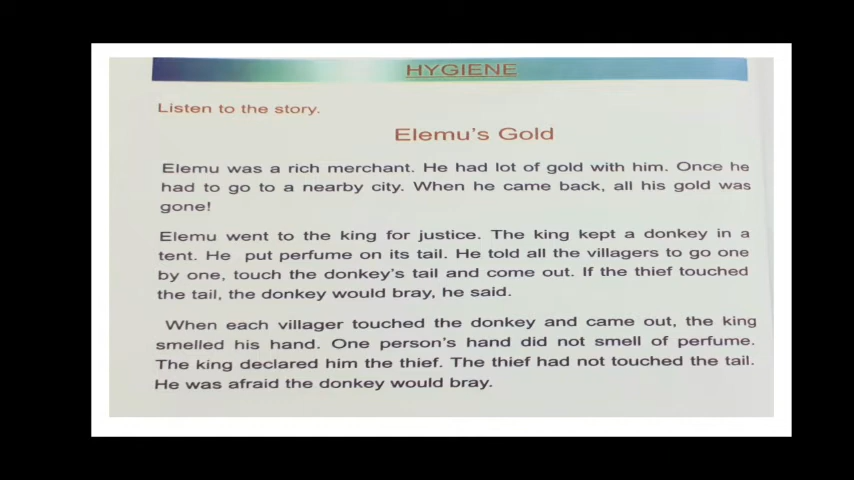 HYGIENE
Listen to the story.
Elemu's Gold
Elemu was a rich merchant. He had lot of gold with him. Once he
had to go to a nearby city. When he came back, all his gold was
gone!
Elemu went to the king for justice. The king kept a donkey in a
tent. He put perfume on its tail. He told all the villagers to go one
by one, touch the donkey's tail and come out. If the thief touched
the tail, the donkey would bray, he said.
When each villager touched the donkey and came out, the king
smelled his hand. One person's hand did not smell of perfume.
The king declared him the thief. The thief had not touched the tail.
He was afraid the donkey would bray.